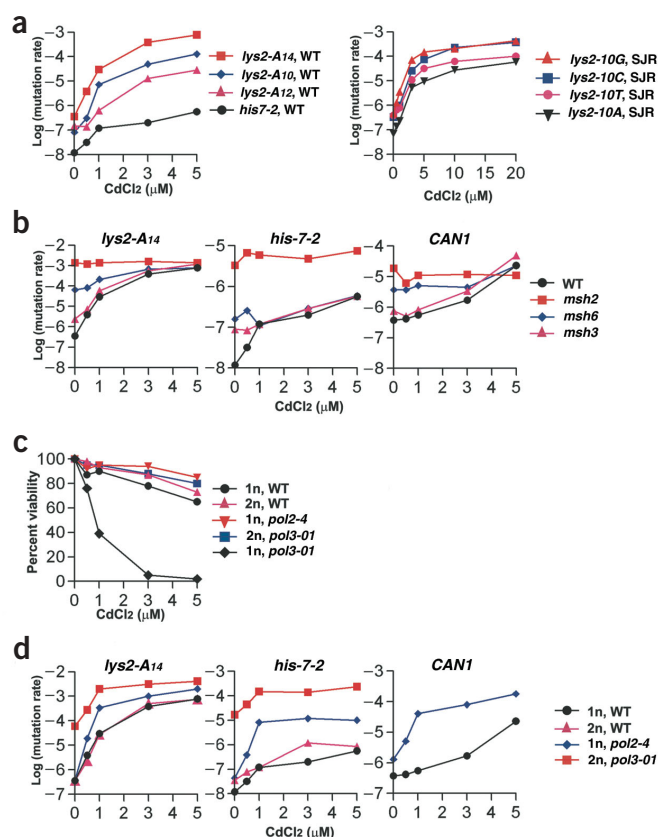 a
Log (mutation rate)
−3
−4
−5
−6
−7
−8
0 1 2 3 4 5
CdCl2 (μM)
lys2-A14, WT
lys2-A10, WT
lys2-A12, WT
his7-2, WT
Log (mutation rate)
−3
−4
−5
−6
−7
−8
0 5 10 15 20
CdCl2 (μM)
lys2-10G, SJR
lys2-10C, SJR
lys2-10T, SJR
lys2-10A, SJR
b
lys2-A14
his-7-2
CAN1
Log (mutation rate)
−2
−3
−4
−5
−6
−7
−8
0 1 2 3 4 5
−5
−6
−7
−8
0 1 2 3 4 5
−4
−5
−6
−7
−8
0 1 2 3 4 5
CdCl2 (μM)
WT
msh2
msh6
msh3
c
Percent viability
100
80
60
40
20
0
0 1 2 3 4 5
CdCl2 (μM)
1n, WT
2n, WT
1n, pol2-4
2n, pol3-01
1n, pol3-01
d
lys2-A14
his-7-2
CAN1
Log (mutation rate)
−2
−3
−4
−5
−6
−7
0 1 2 3 4 5
−3
−4
−5
−6
−7
−8
0 1 2 3 4 5
−3
−4
−5
−6
−7
0 1 2 3 4 5
CdCl2 (μM)
1n, WT
2n, WT
1n, pol2-4
2n, pol3-01